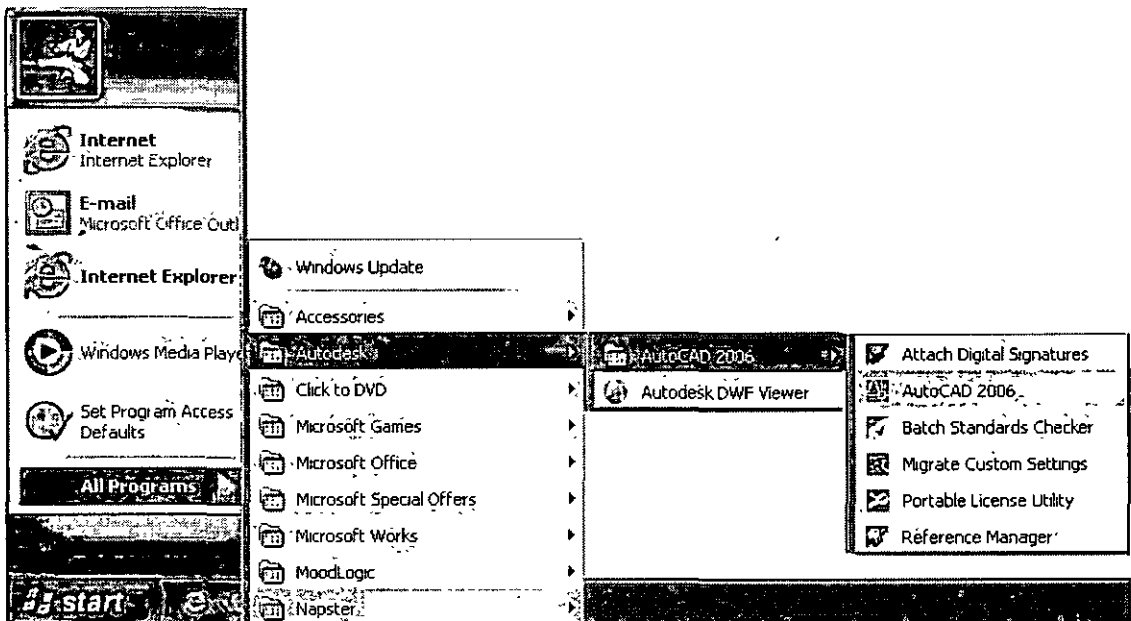 Internet
Internet Explorer
E-mail
Microsoft Office Outl
Internet Explorer
Windows Media Playe
Set Program Access
Defaults
All Programs
start
Windows Update
Accessories
Autodesk
Click to DVD
Microsoft Games
Microsoft Office
Microsoft Special Offers
Microsoft Works
MoodLogic
Napster
AutoCAD 2006
Autodesk DWF Viewer
Attach Digital Signatures
AutoCAD 2006
Batch Standards Checker
Migrate Custom Settings
Portable License Utility
Reference Manager